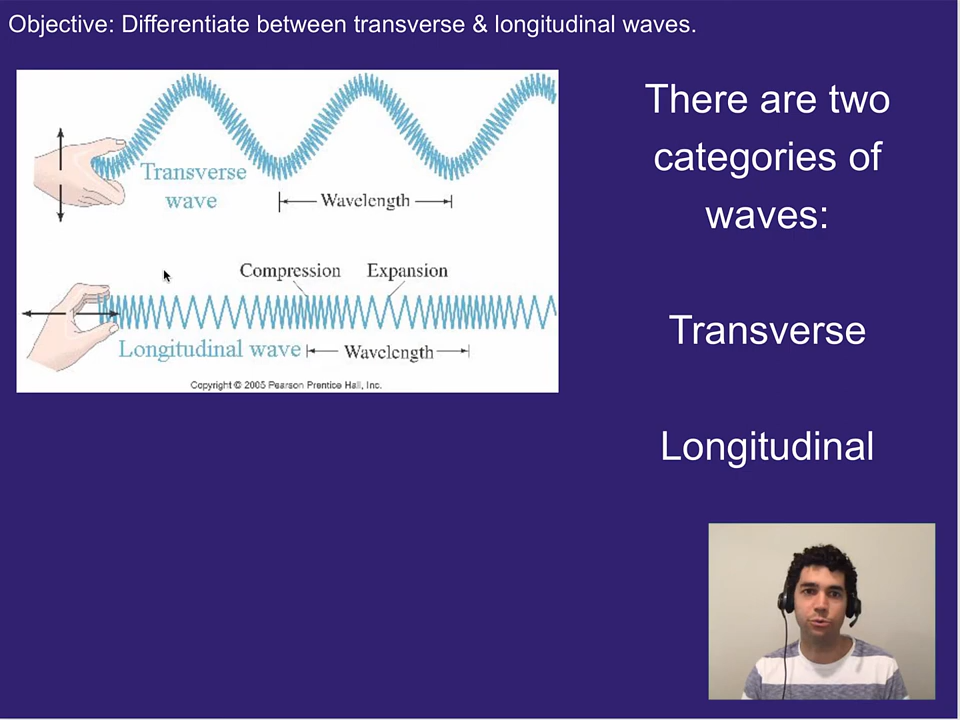 Objective: Differentiate between transverse & longitudinal waves.
Transverse
wave
Wavelength
Compression Expansion
Longitudinal wave
Wavelength
Copyright © 2005 Pearson Prentice Hall, Inc.
There are two
categories of
waves:
Transverse
Longitudinal